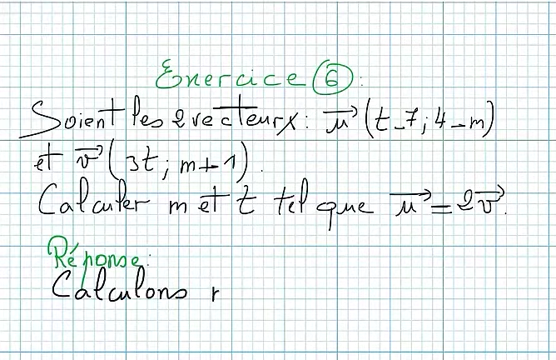 Exercice 6:
Soient les 2 vecteurs: u⃗ (t-7; 4-m)
et v⃗ (3t; m+1).
Calculer m et t tel que u⃗ = 2v⃗.
Réponse:
Calculons